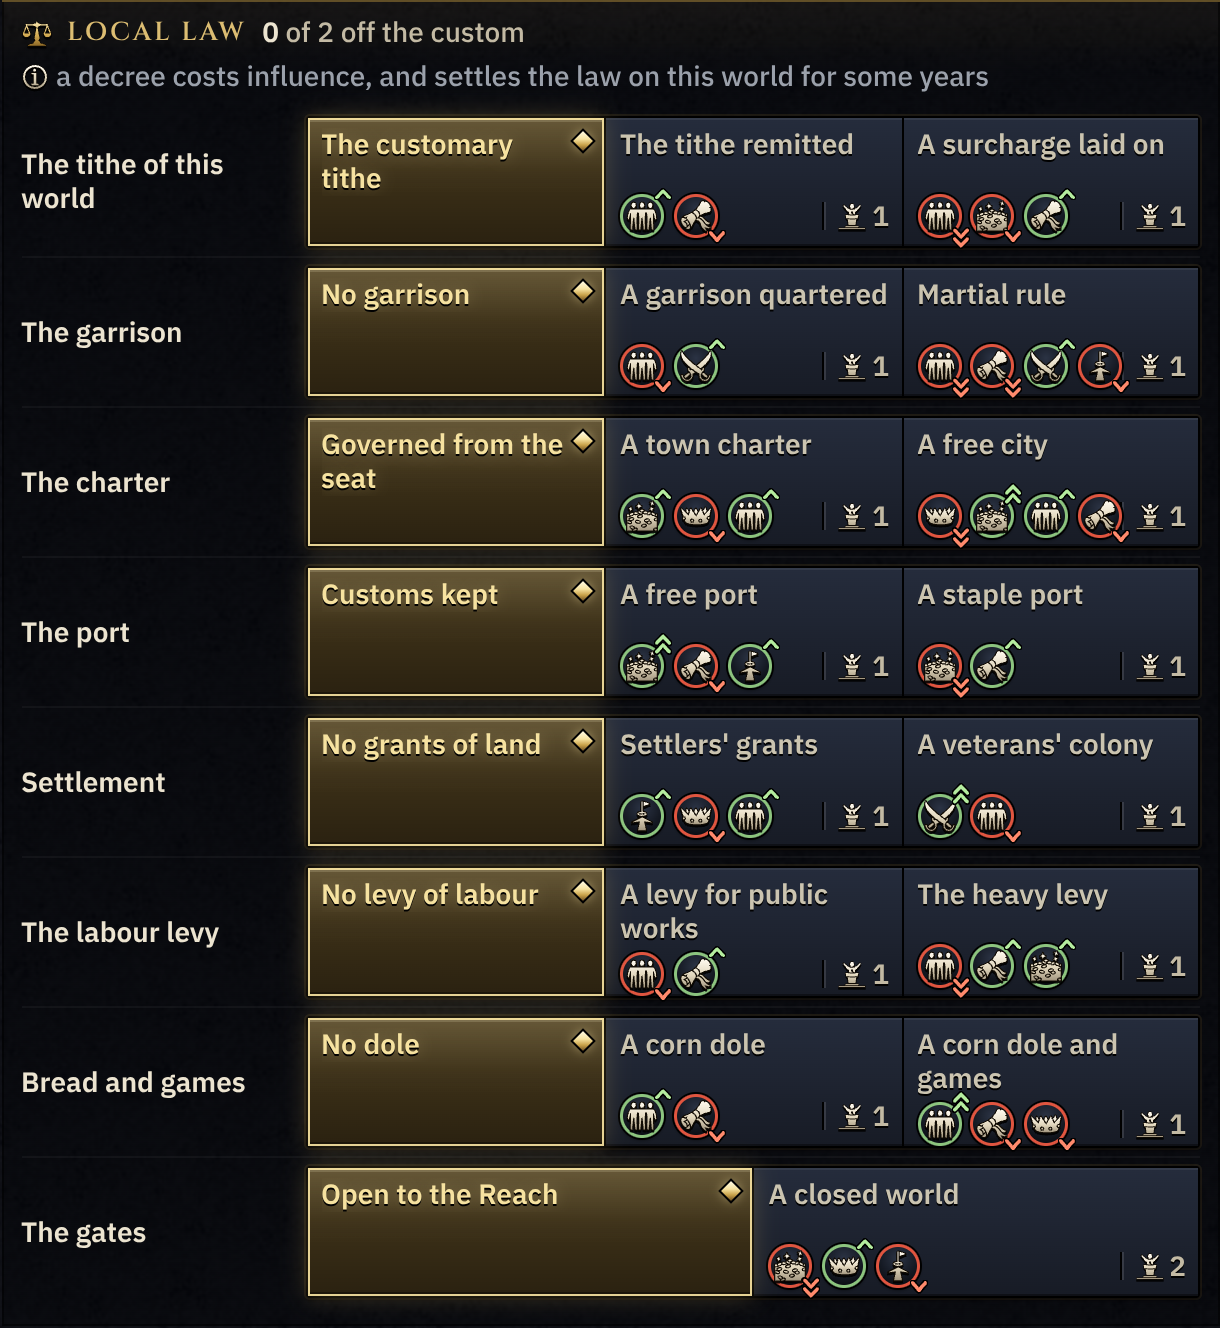 LOCAL LAW 0 of 2 off the custom
a decree costs influence, and settles the law on this world for some years
The tithe of this
world
The customary
tithe
The tithe remitted
1
A surcharge laid on
1
The garrison
No garrison
A garrison quartered
1
Martial rule
1
The charter
Governed from the
seat
A town charter
1
A free city
1
The port
Customs kept
A free port
1
A staple port
1
Settlement
No grants of land
Settlers' grants
1
A veterans' colony
1
The labour levy
No levy of labour
A levy for public
works
1
The heavy levy
1
Bread and games
No dole
A corn dole
1
A corn dole and
games
1
The gates
Open to the Reach
A closed world
2